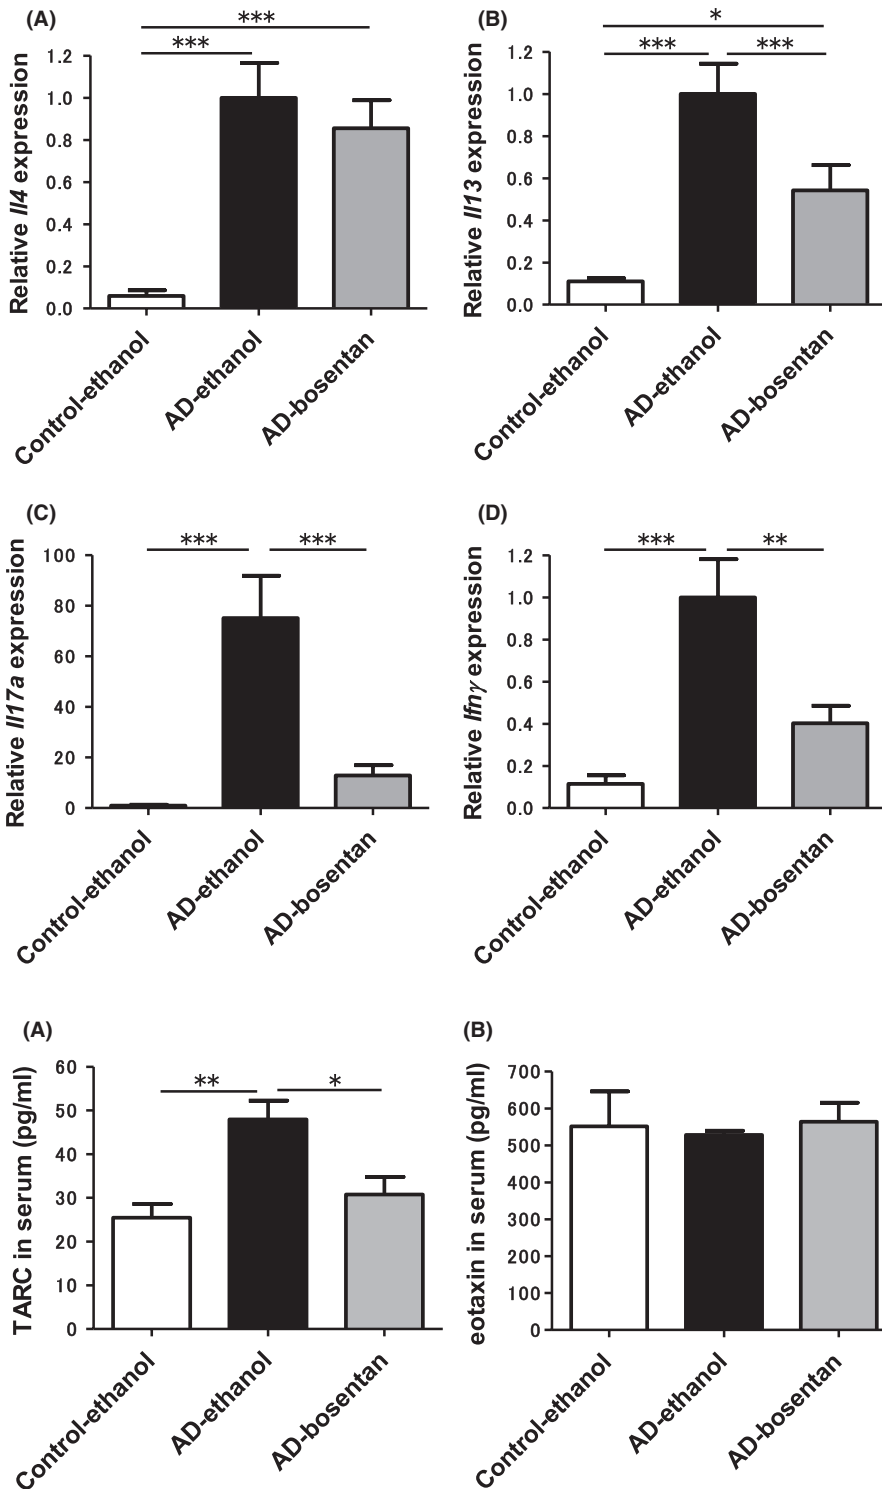 (A)
***
***
1.2
1.0
0.8
0.6
0.4
0.2
0.0
Relative Il4 expression
Control-ethanol
AD-ethanol
AD-bosentan
(B)
*
***
***
1.2
1.0
0.8
0.6
0.4
0.2
0.0
Relative Il13 expression
Control-ethanol
AD-ethanol
AD-bosentan
(C)
***
***
100
80
60
40
20
0
Relative Il17a expression
Control-ethanol
AD-ethanol
AD-bosentan
(D)
***
**
1.2
1.0
0.8
0.6
0.4
0.2
0.0
Relative Ifnγ expression
Control-ethanol
AD-ethanol
AD-bosentan
(A)
**
*
60
50
40
30
20
10
0
TARC in serum (pg/ml)
Control-ethanol
AD-ethanol
AD-bosentan
(B)
700
600
500
400
300
200
100
0
eotaxin in serum (pg/ml)
Control-ethanol
AD-ethanol
AD-bosentan